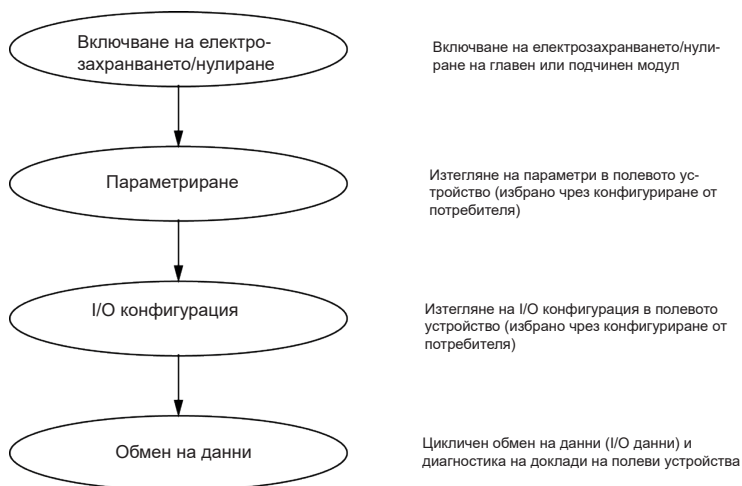 Включване на електро-
захранването/нулиране
Включване на електрозахранването/нули-
ране на главен или подчинен модул
Параметриране
Изтегляне на параметри в полевото ус-
тройство (избрано чрез конфигуриране от
потребителя)
I/O конфигурация
Изтегляне на I/O конфигурация в полевото
устройство (избрано чрез конфигуриране от
потребителя)
Обмен на данни
Цикличен обмен на данни (I/O данни) и
диагностика на доклади на полеви устройства